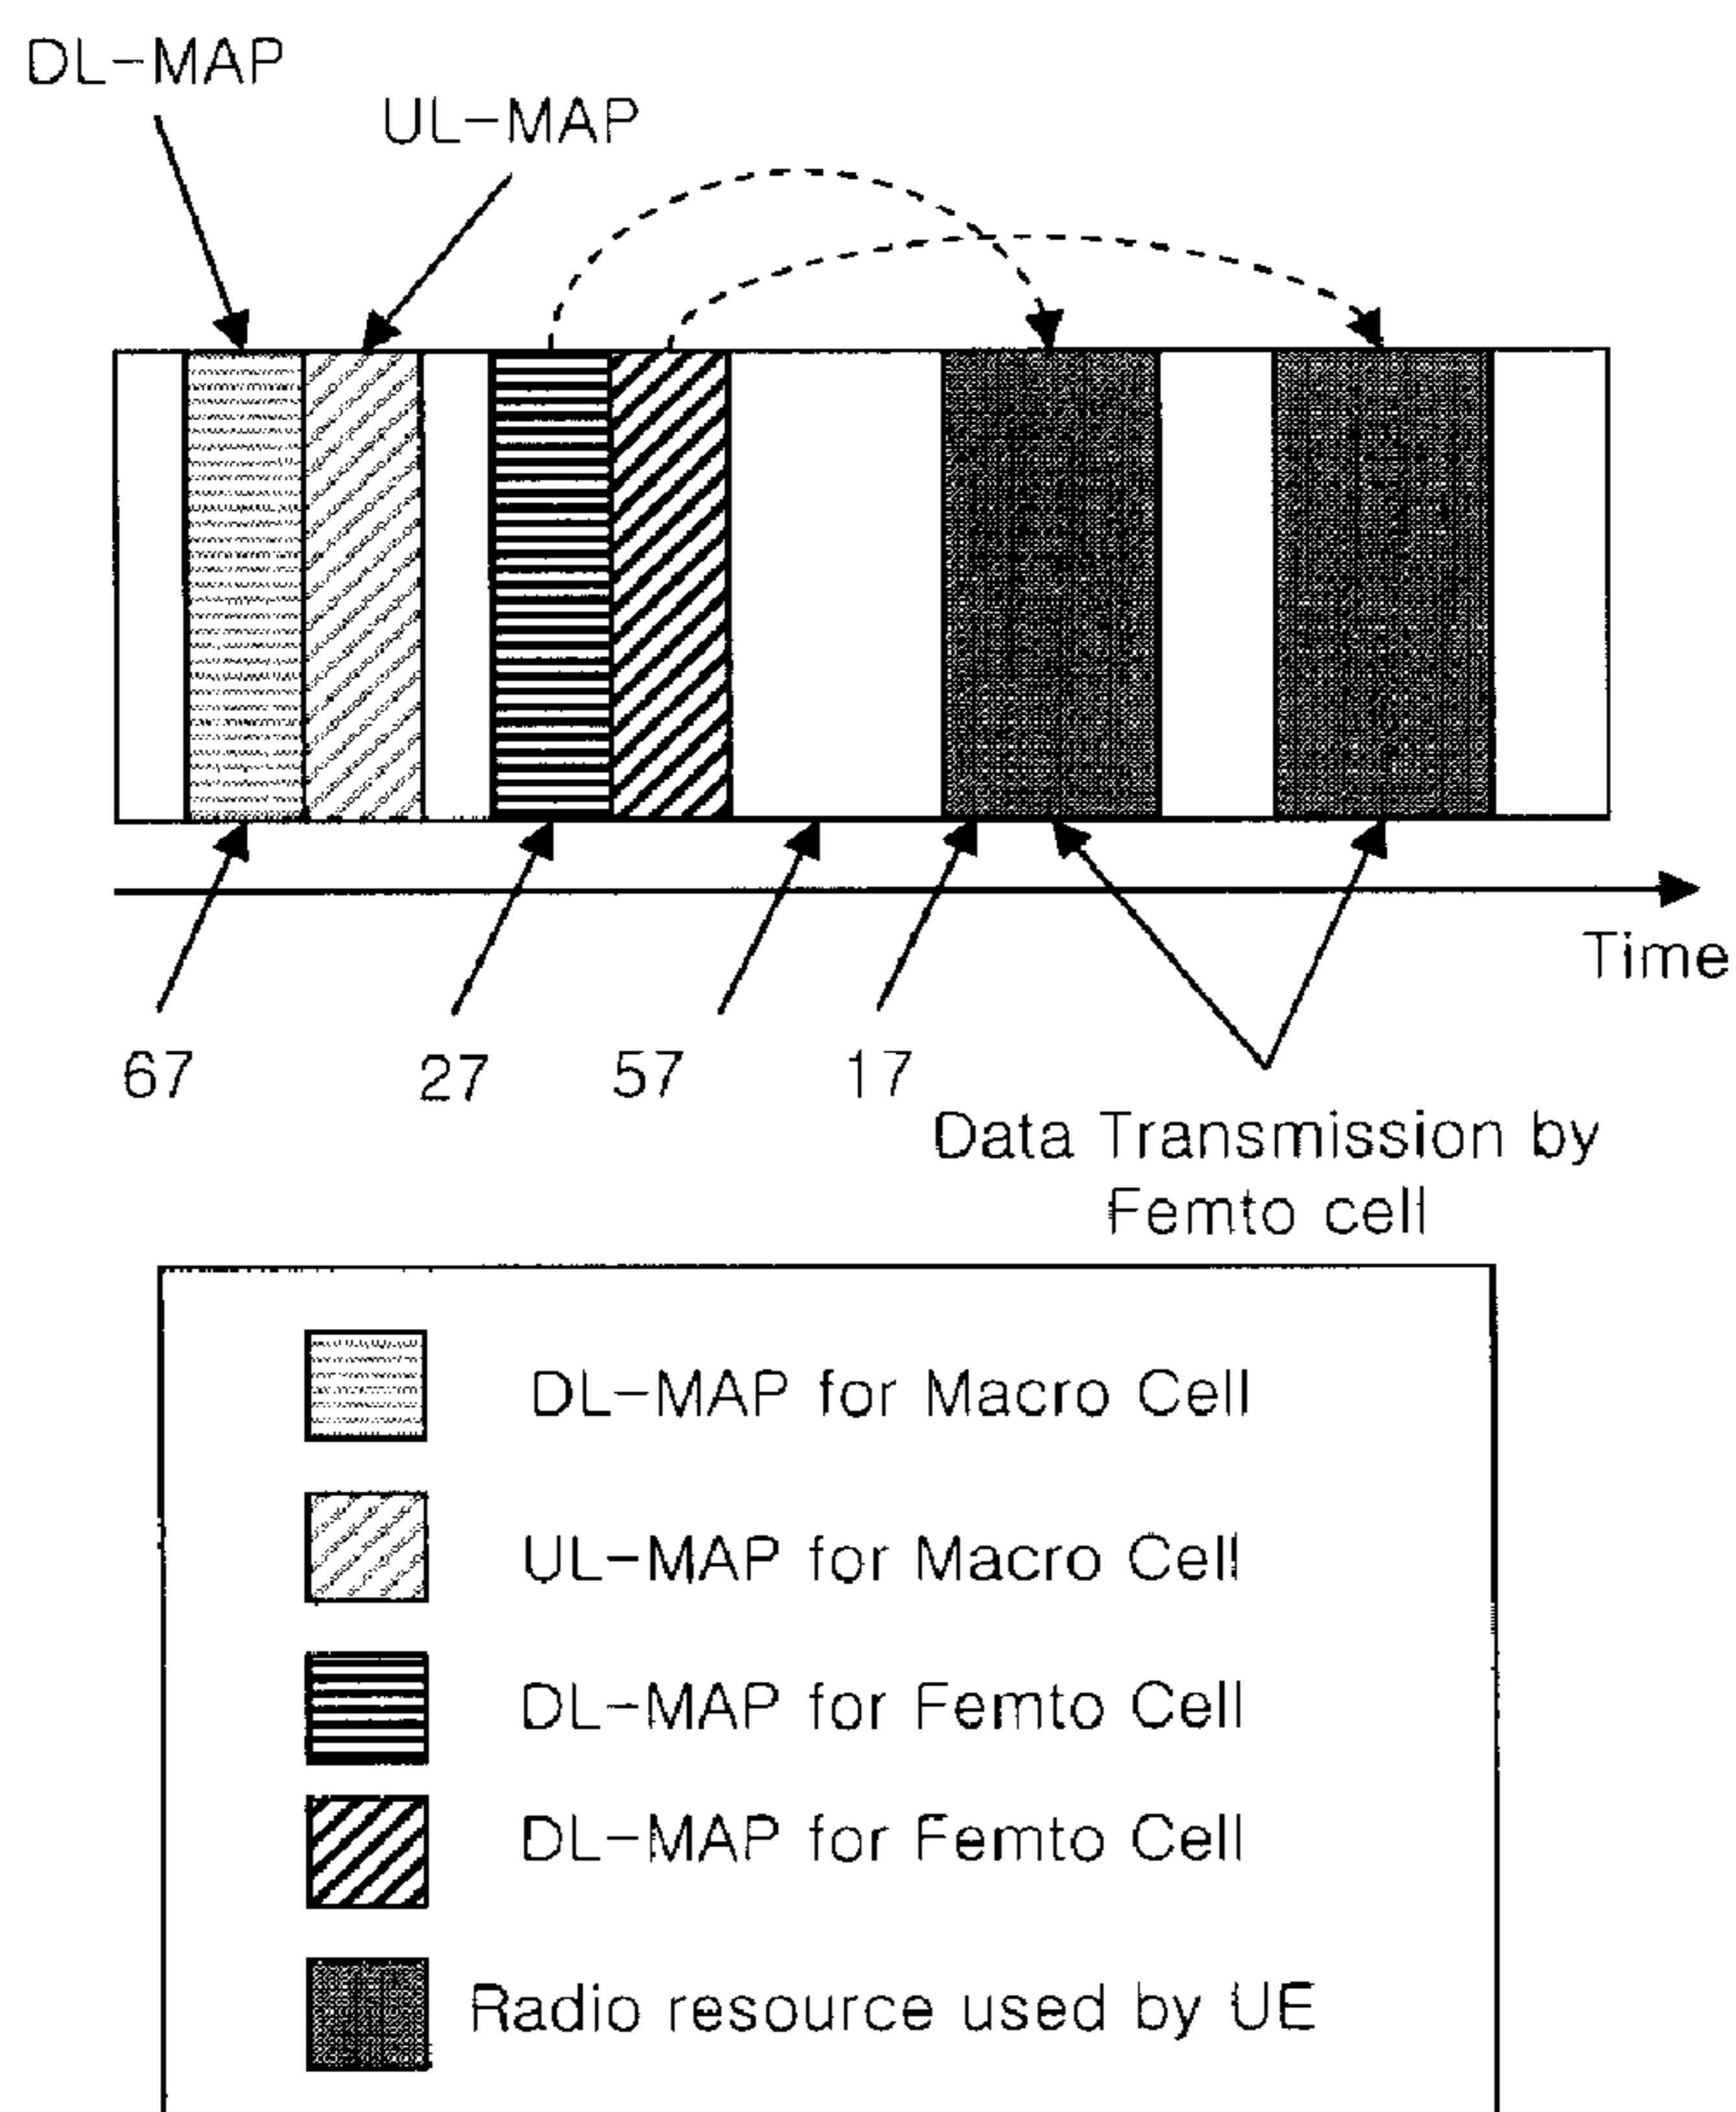 DL-MAP
UL-MAP
Time
67
27
57
17
Data Transmission by
Femto cell
DL-MAP for Macro Cell
UL-MAP for Macro Cell
DL-MAP for Femto Cell
DL-MAP for Femto Cell
Radio resource used by UE